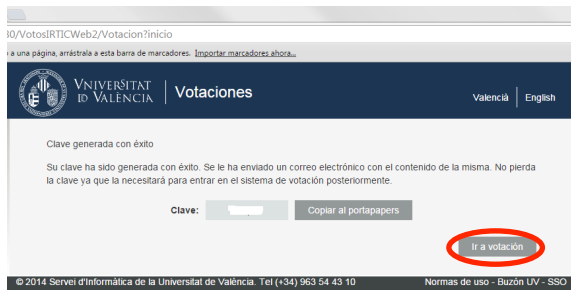 30/VotosIRTICWeb2/Votacion?inicio
a una página, arrástrala a esta barra de marcadores. Importar marcadores ahora...
VNIVERSITAT
ID VALÈNCIA
Votaciones
Valencià
English
Clave generada con éxito
Su clave ha sido generada con éxito. Se le ha enviado un correo electrónico con el contenido de la misma. No pierda
la clave ya que la necesitará para entrar en el sistema de votación posteriormente.
Clave:
Copiar al portapapers
Ir a votación
© 2014 Servei d'Informàtica de la Universitat de València. Tel (+34) 963 54 43 10
Normas de uso - Buzón UV - SSO